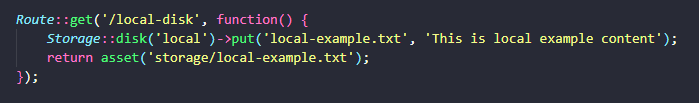 Route::get('/local-disk', function() {
    Storage::disk('local')->put('local-example.txt', 'This is local example content');
    return asset('storage/local-example.txt');
});